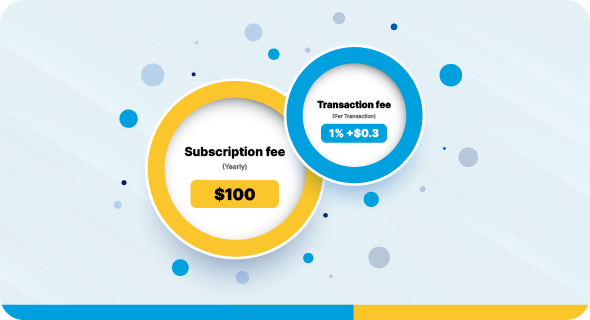 Subscription fee
(Yearly)
$100
Transaction fee
(Per Transaction)
1% +$0.3